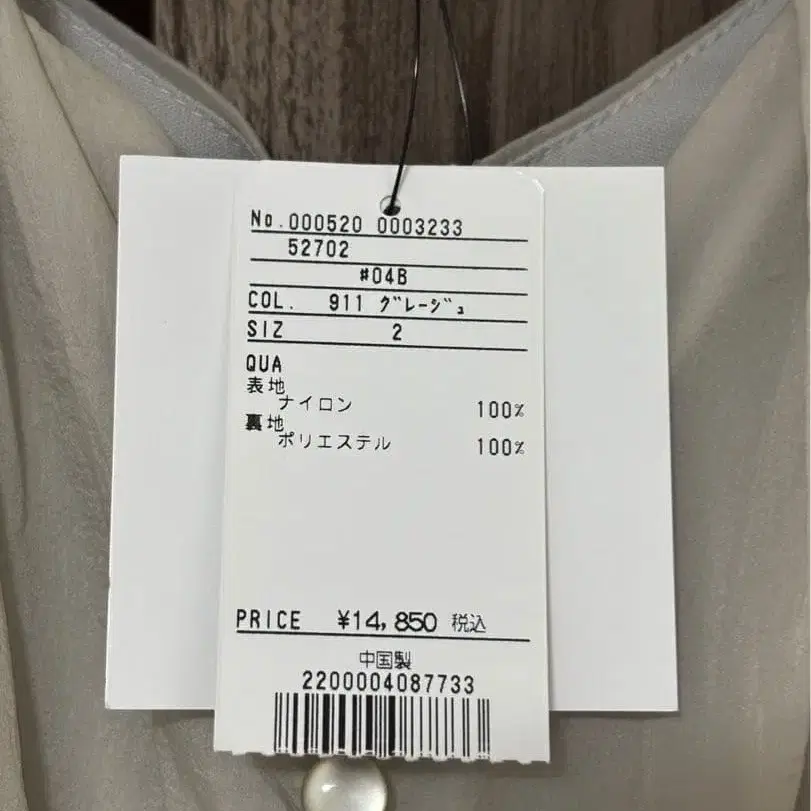 No.000520 0003233
52702
#04B
COL. 911 グレージュ
SIZ 2
QUA
表地
ナイロン 100%
裏地
ポリエステル 100%
PRICE ¥14,850 税込
中国製
2200004087733